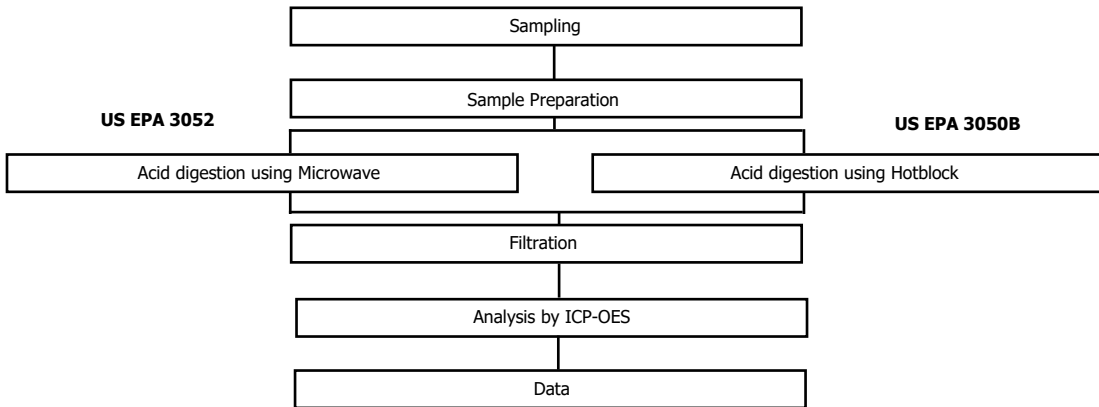 Sampling
Sample Preparation
US EPA 3052
US EPA 3050B
Acid digestion using Microwave
Acid digestion using Hotblock
Filtration
Analysis by ICP-OES
Data